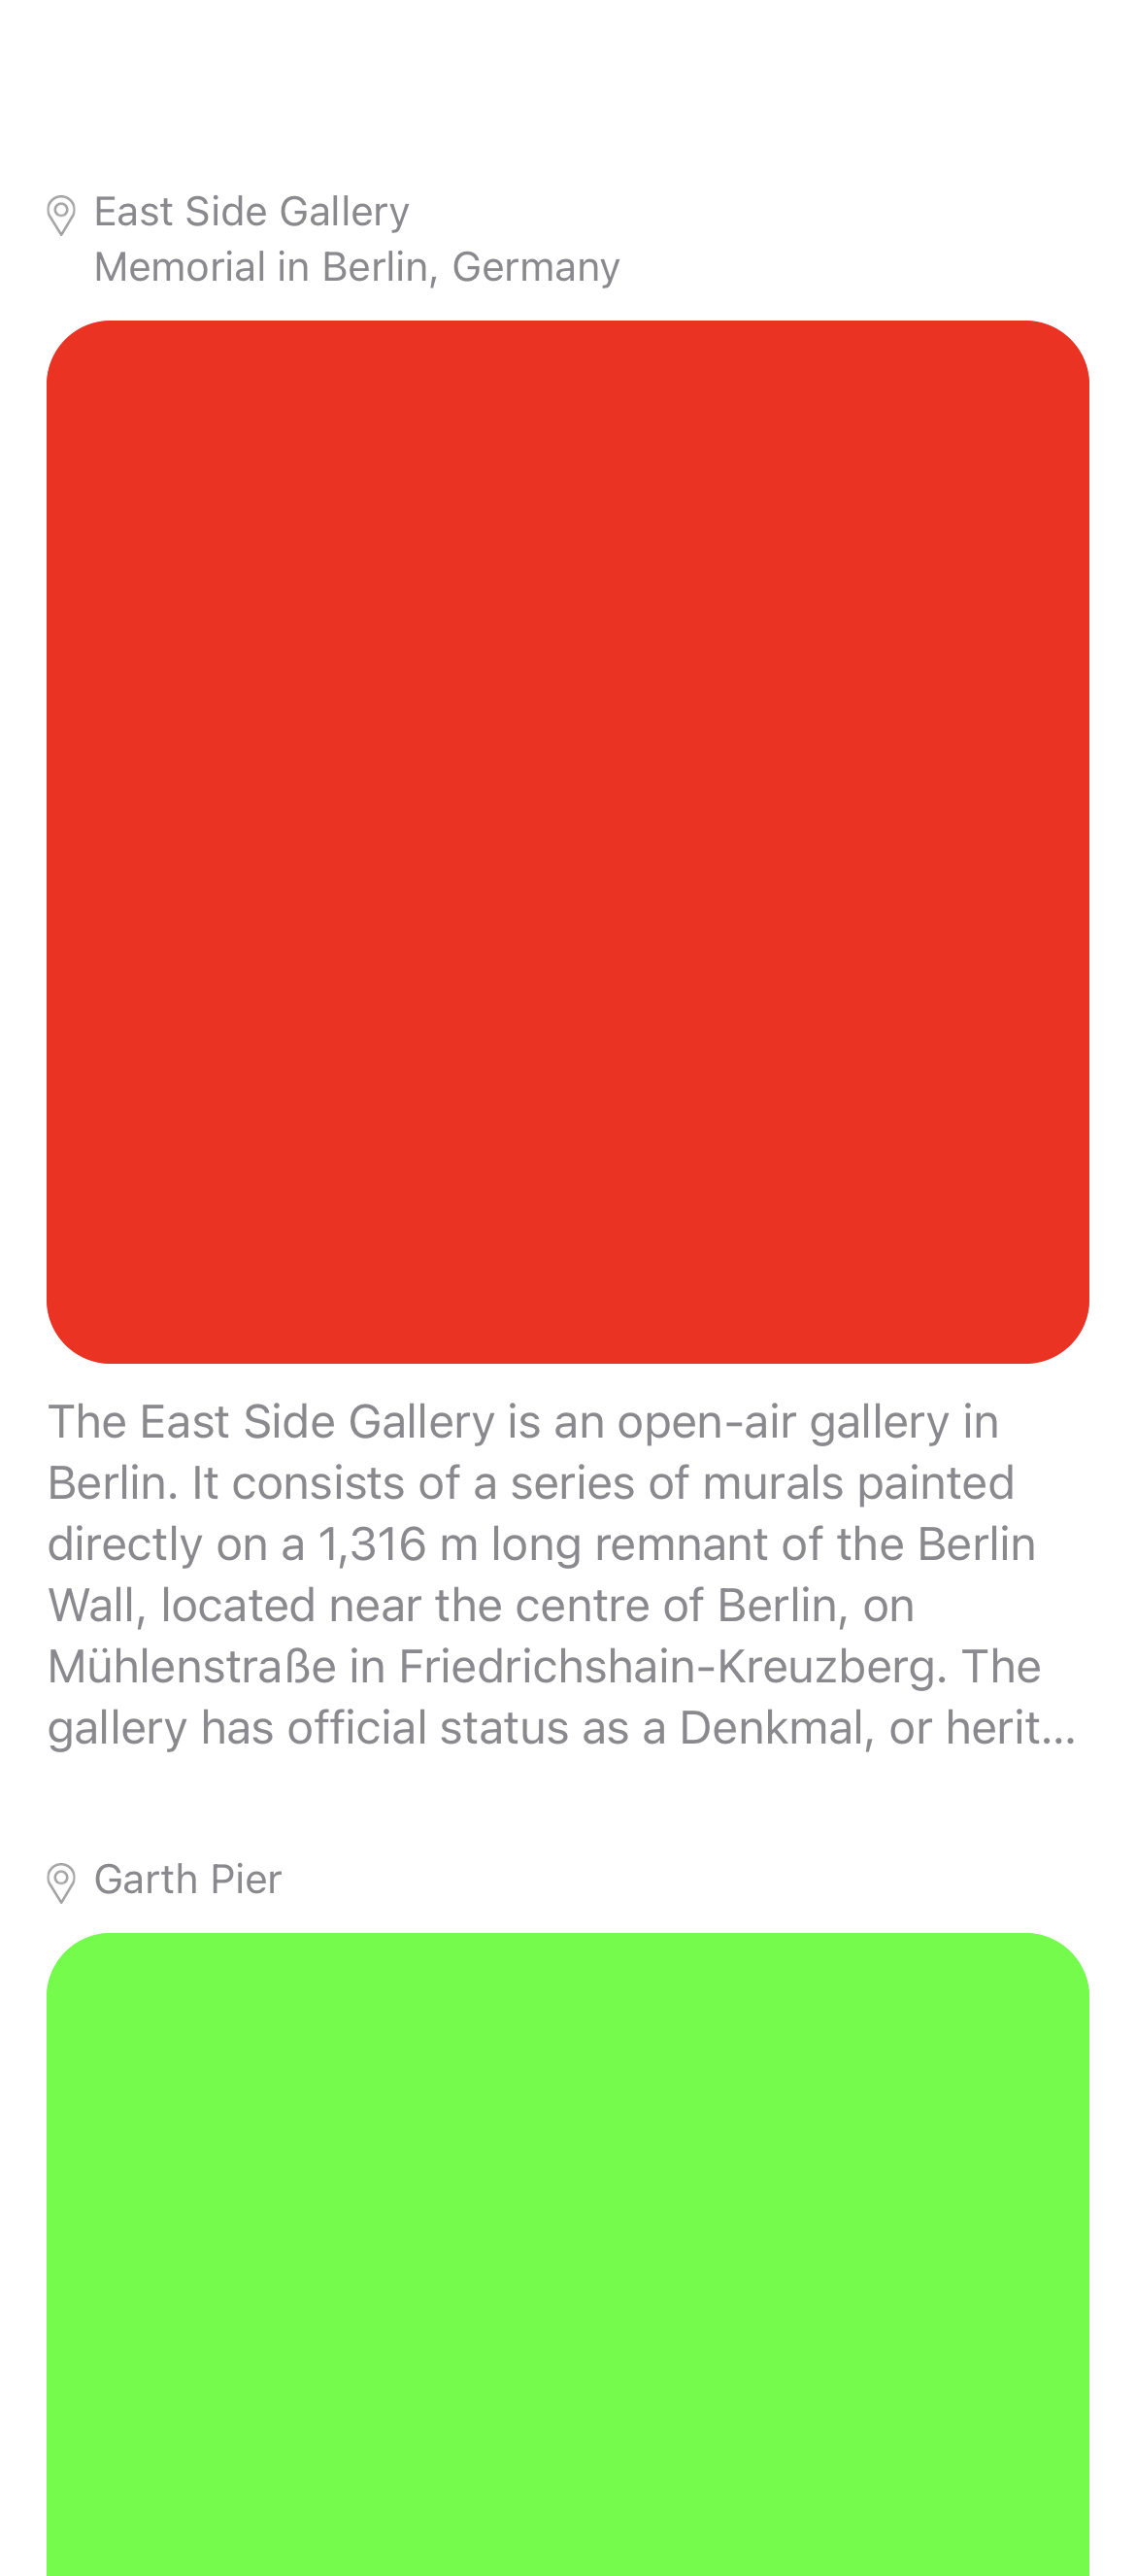 East Side Gallery
Memorial in Berlin, Germany
The East Side Gallery is an open-air gallery in
Berlin. It consists of a series of murals painted
directly on a 1,316 m long remnant of the Berlin
Wall, located near the centre of Berlin, on
Mühlenstraße in Friedrichshain-Kreuzberg. The
gallery has official status as a Denkmal, or herit...
Garth Pier